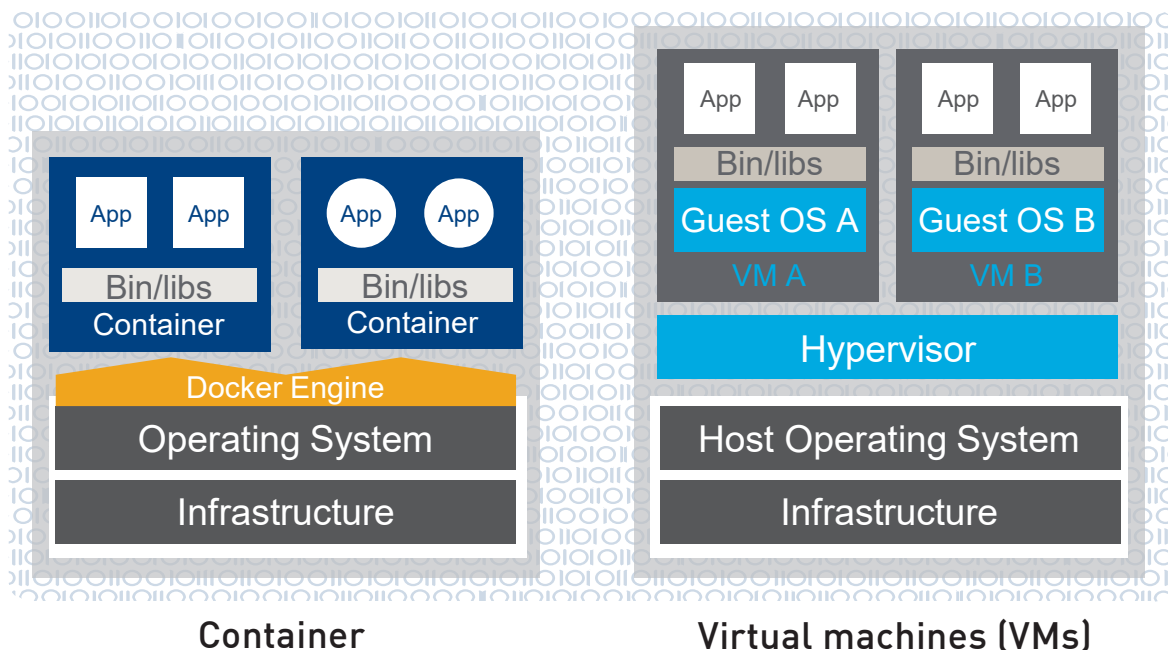 App
App
Bin/libs
Container
App
App
Bin/libs
Container
Docker Engine
Operating System
Infrastructure
Container
App
App
Bin/libs
Guest OS A
VM A
App
App
Bin/libs
Guest OS B
VM B
Hypervisor
Host Operating System
Infrastructure
Virtual machines (VMs)